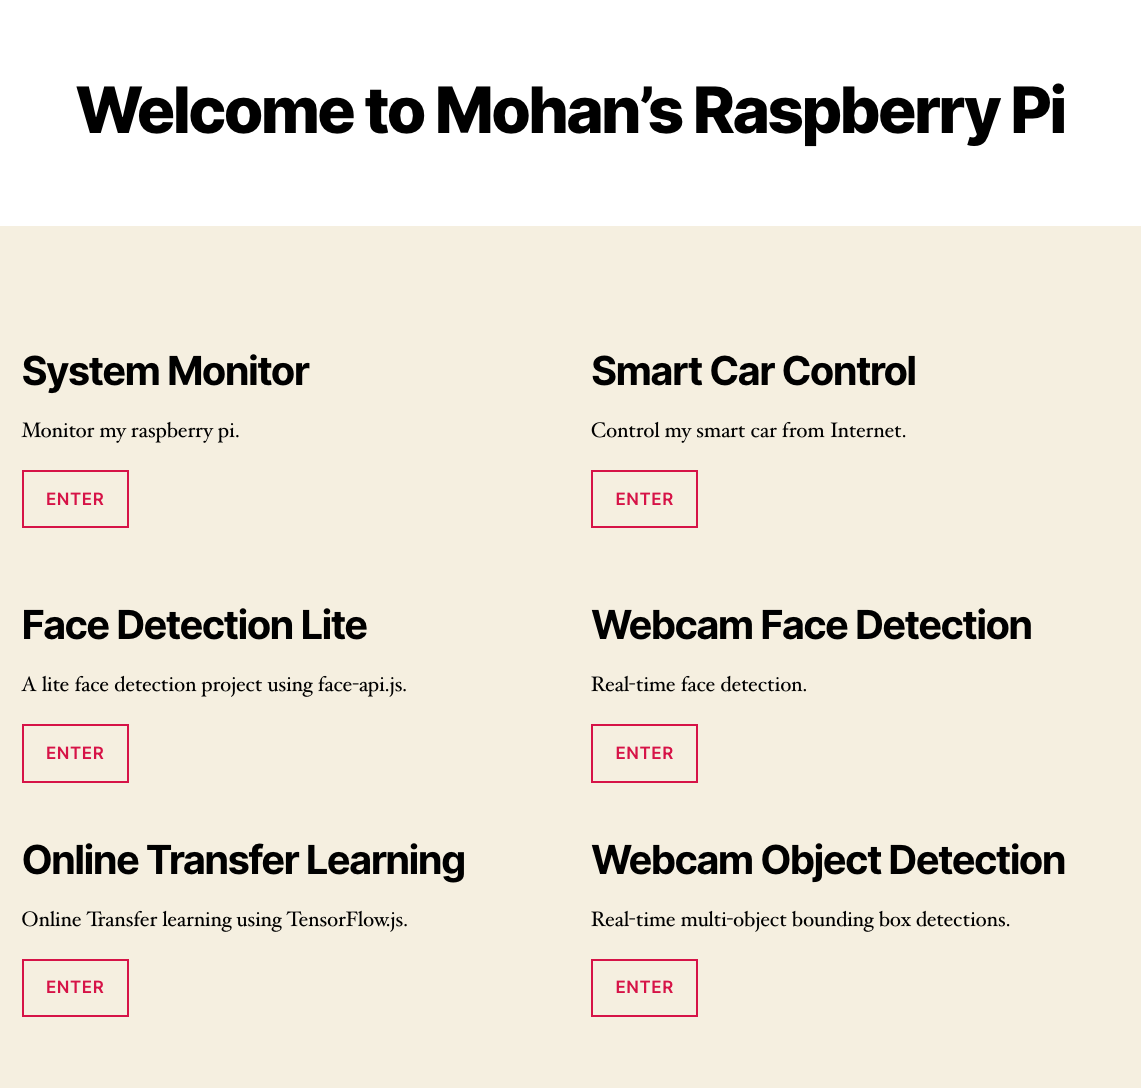 Welcome to Mohan’s Raspberry Pi
System Monitor
Monitor my raspberry pi.
ENTER
Smart Car Control
Control my smart car from Internet.
ENTER
Face Detection Lite
A lite face detection project using face-api.js.
ENTER
Webcam Face Detection
Real-time face detection.
ENTER
Online Transfer Learning
Online Transfer learning using TensorFlow.js.
ENTER
Webcam Object Detection
Real-time multi-object bounding box detections.
ENTER